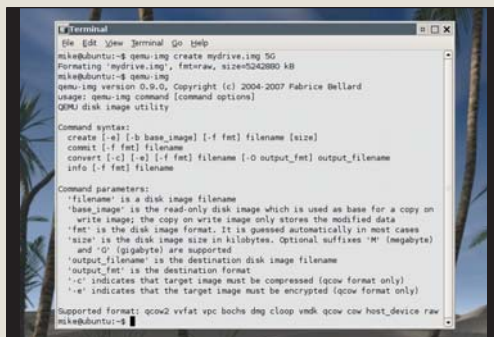 Terminal
File Edit View Terminal Go Help
mike@ubuntu:~$ qemu-img create mydrive.img 5G
Formating 'mydrive.img', fmt=raw, size=5242880 kB
mike@ubuntu:~$ qemu-img
qemu-img version 0.9.0, Copyright (c) 2004-2007 Fabrice Bellard
usage: qemu-img command [command options]
QEMU disk image utility
Command syntax:
create [-e] [-b base_image] [-f fmt] filename [size]
commit [-f fmt] filename
convert [-c] [-e] [-f fmt] filename [-O output_fmt] output_filename
info [-f fmt] filename
Command parameters:
'filename' is a disk image filename
'base_image' is the read-only disk image which is used as base for a copy on
write image; the copy on write image only stores the modified data
'fmt' is the disk image format. It is guessed automatically in most cases
'size' is the disk image size in kilobytes. Optional suffixes 'M' (megabyte)
and 'G' (gigabyte) are supported
'output_filename' is the destination disk image filename
'output_fmt' is the destination format
'-c' indicates that target image must be compressed (qcow format only)
'-e' indicates that the target image must be encrypted (qcow format only)
Supported format: qcow2 vvfat vpc bochs dmg cloop vmdk qcow cow host_device raw
mike@ubuntu:~$